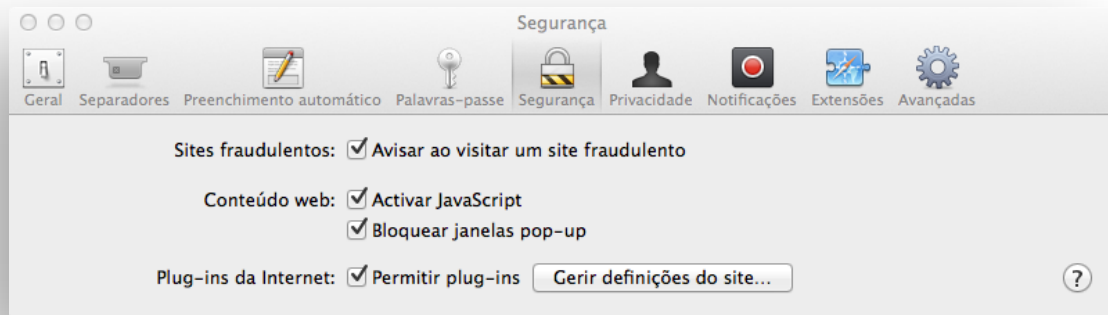 Segurança
Geral Separadores Preenchimento automático Palavras-passe Segurança Privacidade Notificações Extensões Avançadas
Sites fraudulentos: Avisar ao visitar um site fraudulento
Conteúdo web: Activar JavaScript
Bloquear janelas pop-up
Plug-ins da Internet: Permitir plug-ins Gerir definições do site... ?